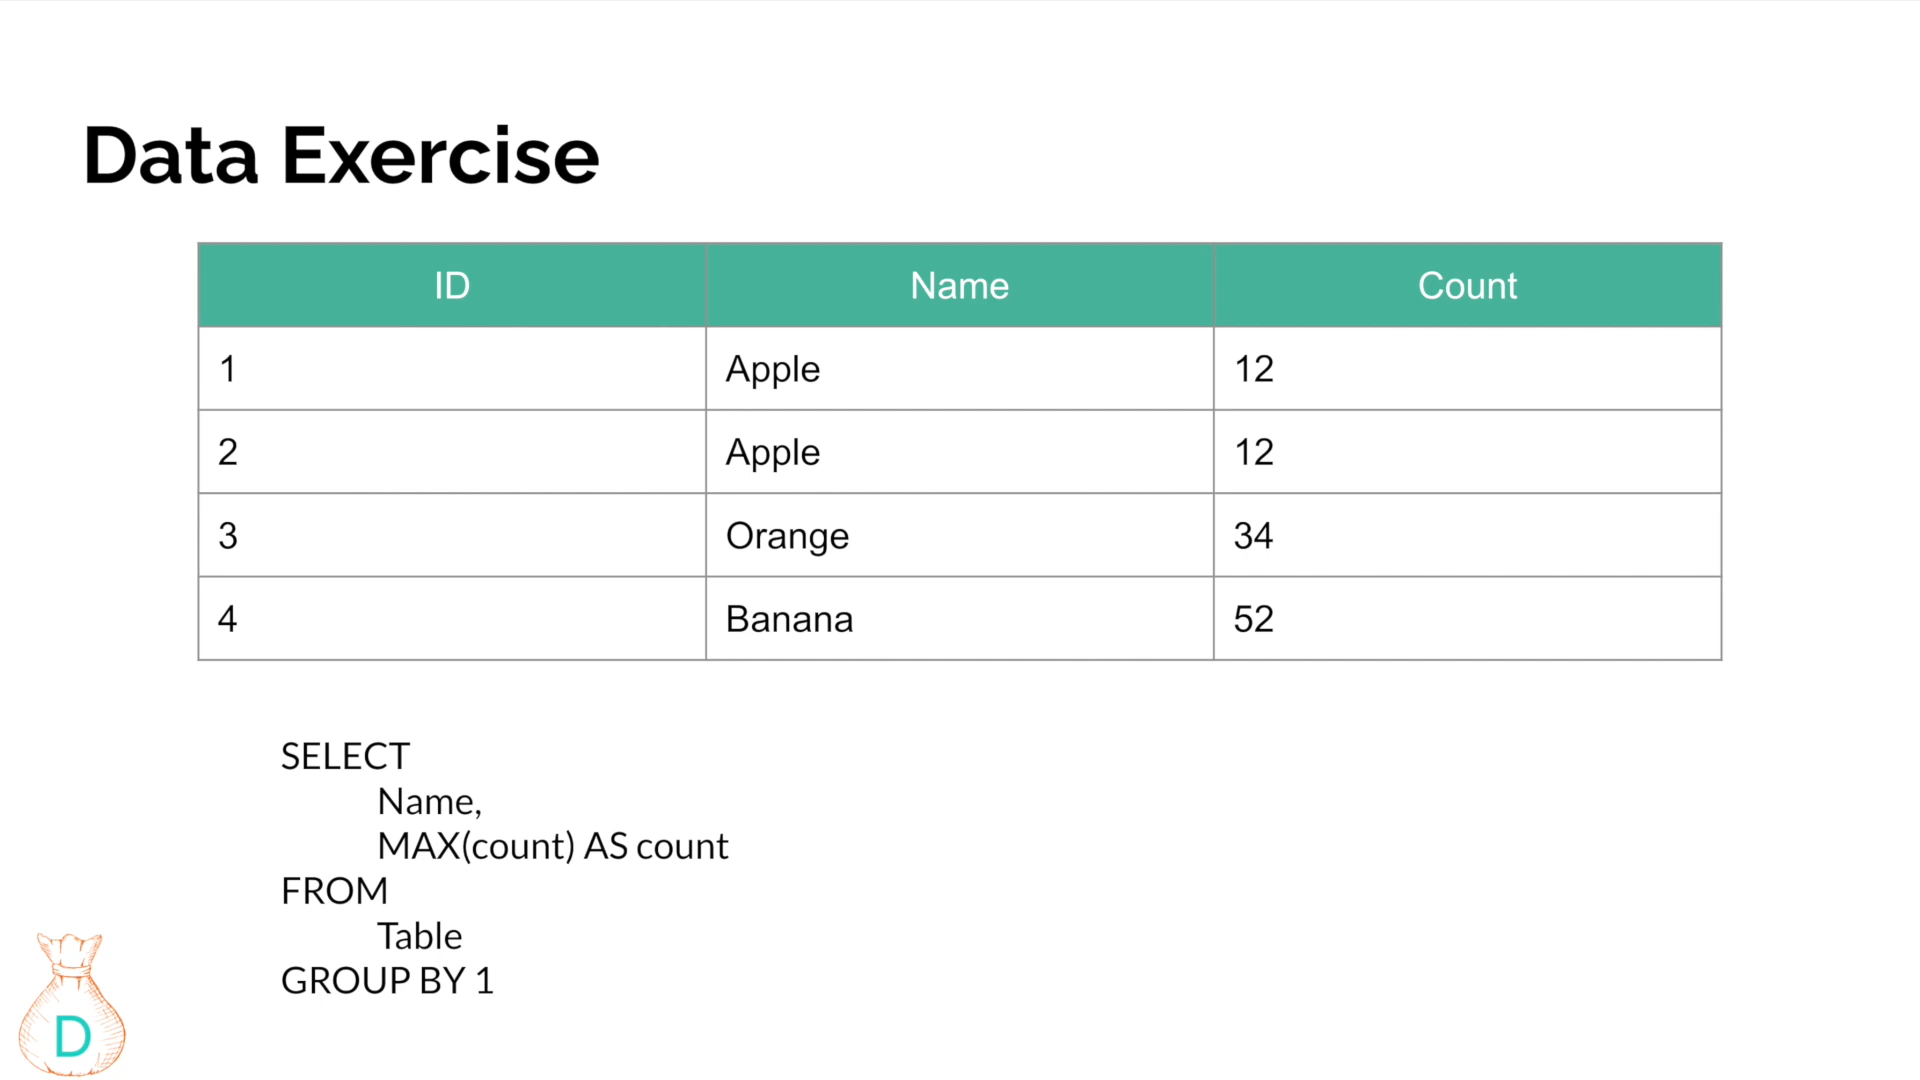 Data Exercise
ID Name Count
1 Apple 12
2 Apple 12
3 Orange 34
4 Banana 52
SELECT
Name,
MAX(count) AS count
FROM
Table
GROUP BY 1
D